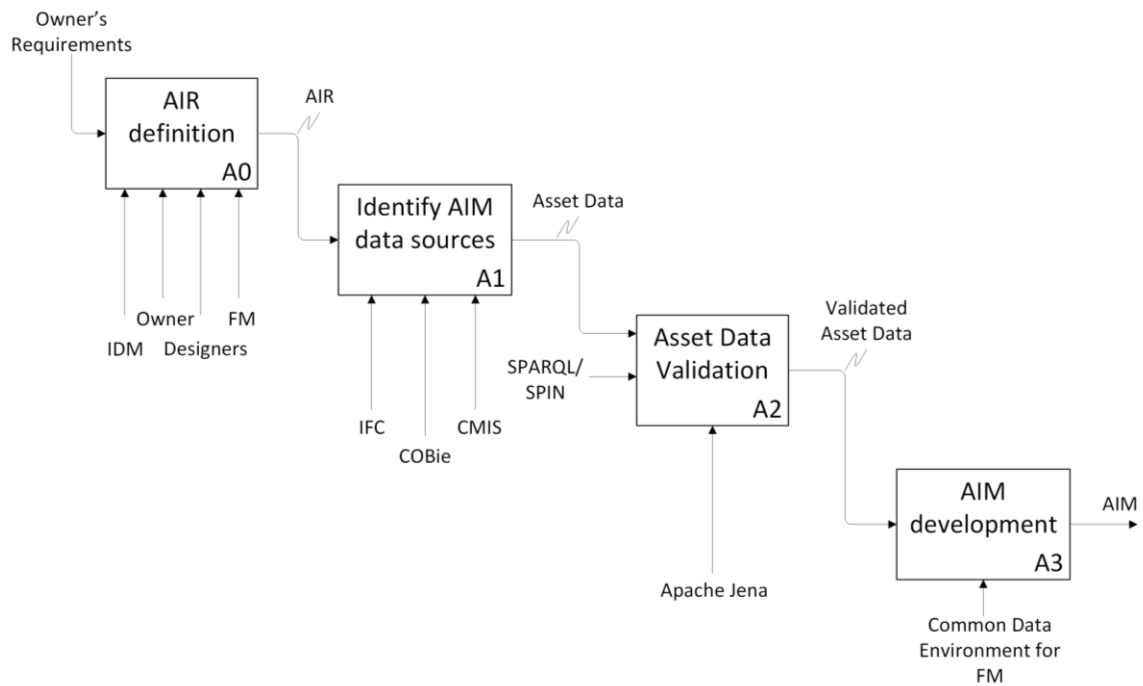 Owner's
Requirements
AIR
definition
A0
AIR
IDM
Owner
Designers
FM
Identify AIM
data sources
A1
Asset Data
IFC
COBie
CMIS
SPARQL/
SPIN
Asset Data
Validation
A2
Validated
Asset Data
Apache Jena
AIM
development
A3
AIM
Common Data
Environment for
FM